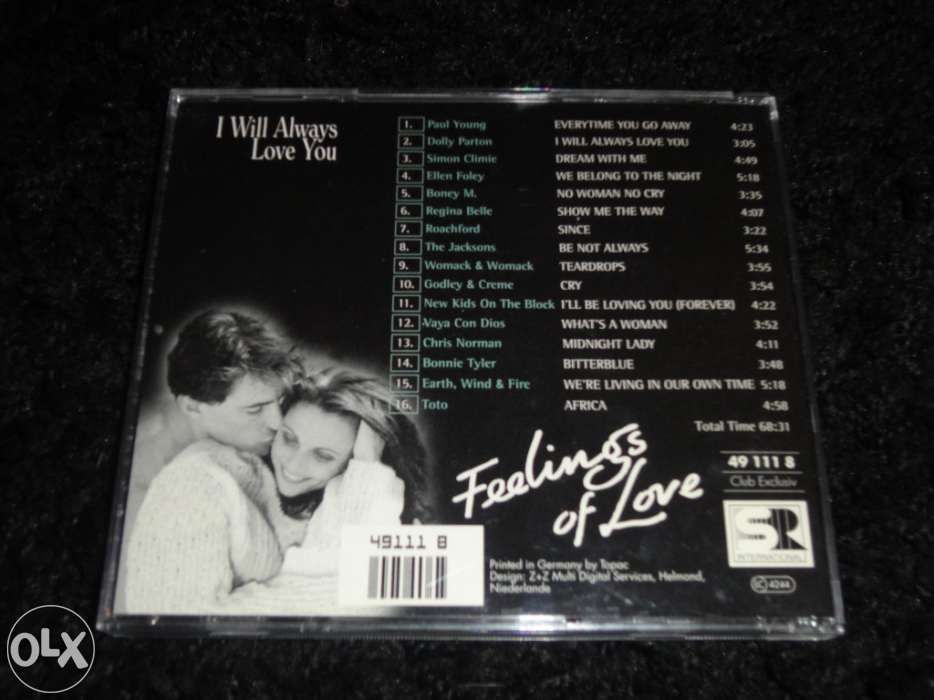 I Will Always
Love You
1. Paul Young EVERYTIME YOU GO AWAY 4:23
2. Dolly Parton I WILL ALWAYS LOVE YOU 3:05
3. Simon Climie DREAM WITH ME 4:49
4. Ellen Foley WE BELONG TO THE NIGHT 5:18
5. Boney M. NO WOMAN NO CRY 3:35
6. Regina Belle SHOW ME THE WAY 4:07
7. Roachford SINCE 3:22
8. The Jacksons BE NOT ALWAYS 5:34
9. Womack & Womack TEARDROPS 3:55
10. Godley & Creme CRY 3:54
11. New Kids On The Block I'LL BE LOVING YOU (FOREVER) 4:22
12. Vaya Con Dios WHAT'S A WOMAN 3:52
13. Chris Norman MIDNIGHT LADY 4:11
14. Bonnie Tyler BITTERBLUE 3:48
15. Earth, Wind & Fire WE'RE LIVING IN OUR OWN TIME 5:18
16. Toto AFRICA 4:58
Total Time 68:31
Feelings
of Love
49 111 8
Club Exclusiv
SR
INTERNATIONAL
49111 8
Printed in Germany by Topac
Design: Z+Z Multi Digital Services, Helmond,
Niederlande
LC 4244
OLX